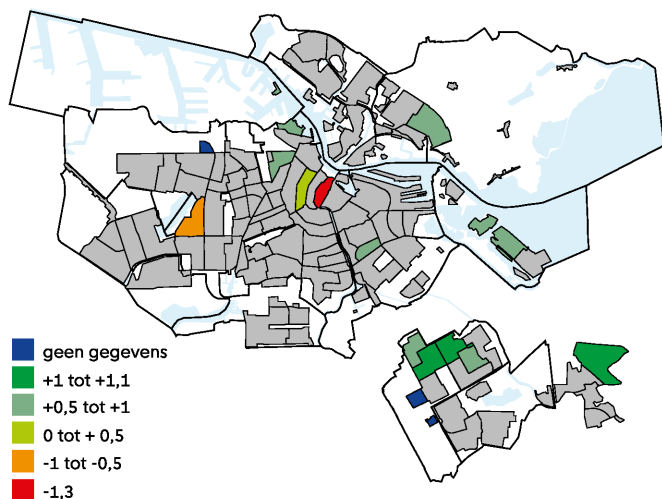 geen gegevens
+1 tot +1,1
+0,5 tot +1
0 tot + 0,5
-1 tot -0,5
-1,3